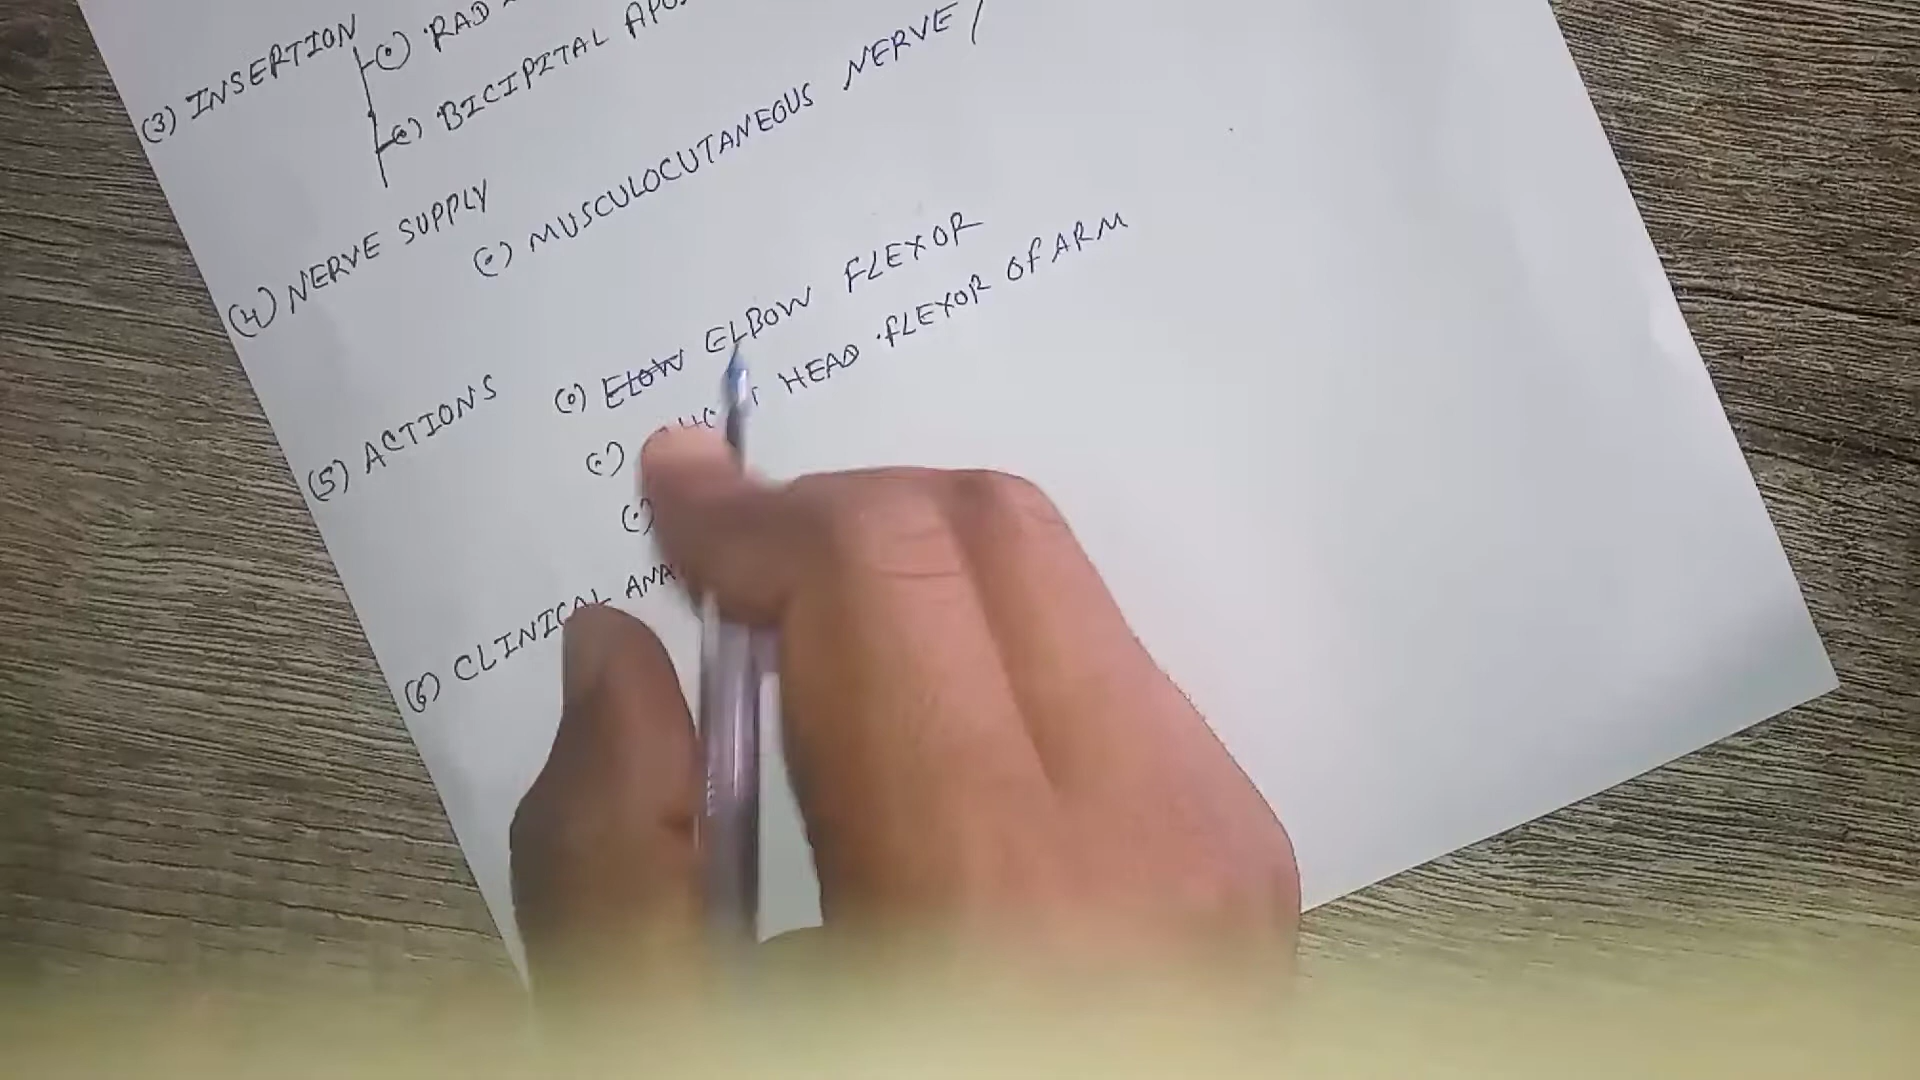 (3) INSERTION
(•) RAD
(•) BICIPITAL
(4) NERVE SUPPLY
(•) MUSCULOCUTANEOUS NERVE /
(5) ACTIONS
(•) ELOW ELBOW FLEXOR
(•) HEAD FLEXOR OF ARM
(•)
(6) CLINICAL ANA